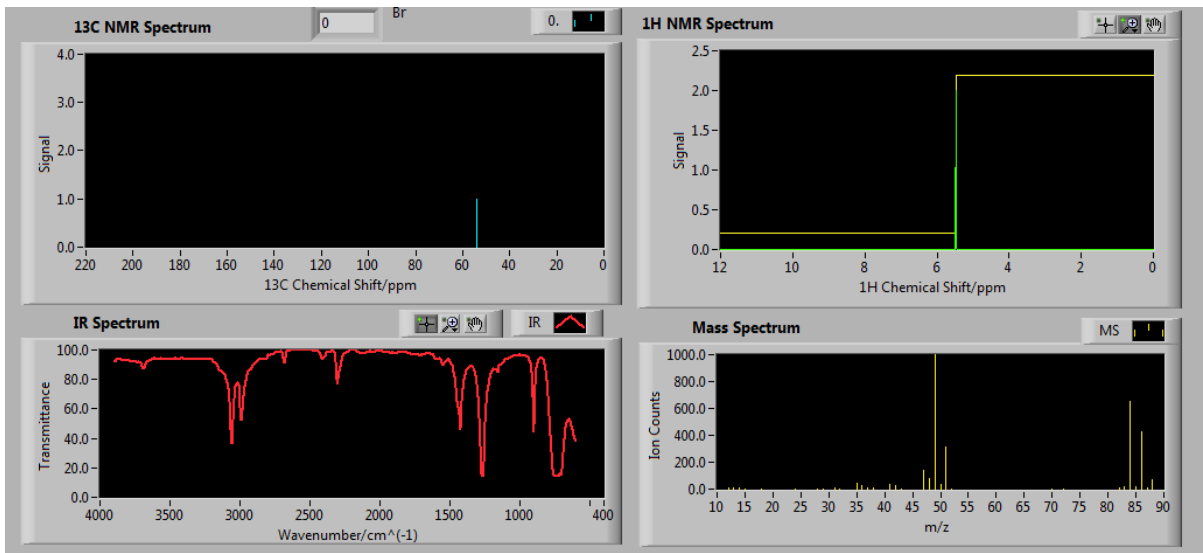 13C NMR Spectrum
0
Br
0.
4.0
3.0
2.0
1.0
0.0
Signal
220 200 180 160 140 120 100 80 60 40 20 0
13C Chemical Shift/ppm
1H NMR Spectrum
2.5
2.0
1.5
1.0
0.5
0.0
Signal
12 10 8 6 4 2 0
1H Chemical Shift/ppm
IR Spectrum
IR
100.0
80.0
60.0
40.0
20.0
0.0
Transmittance
4000 3000 2000 1000 400
Wavenumber/cm^(-1)
Mass Spectrum
MS
1000.0
800.0
600.0
400.0
200.0
0.0
Ion Counts
10 15 20 25 30 35 40 45 50 55 60 65 70 75 80 85 90
m/z